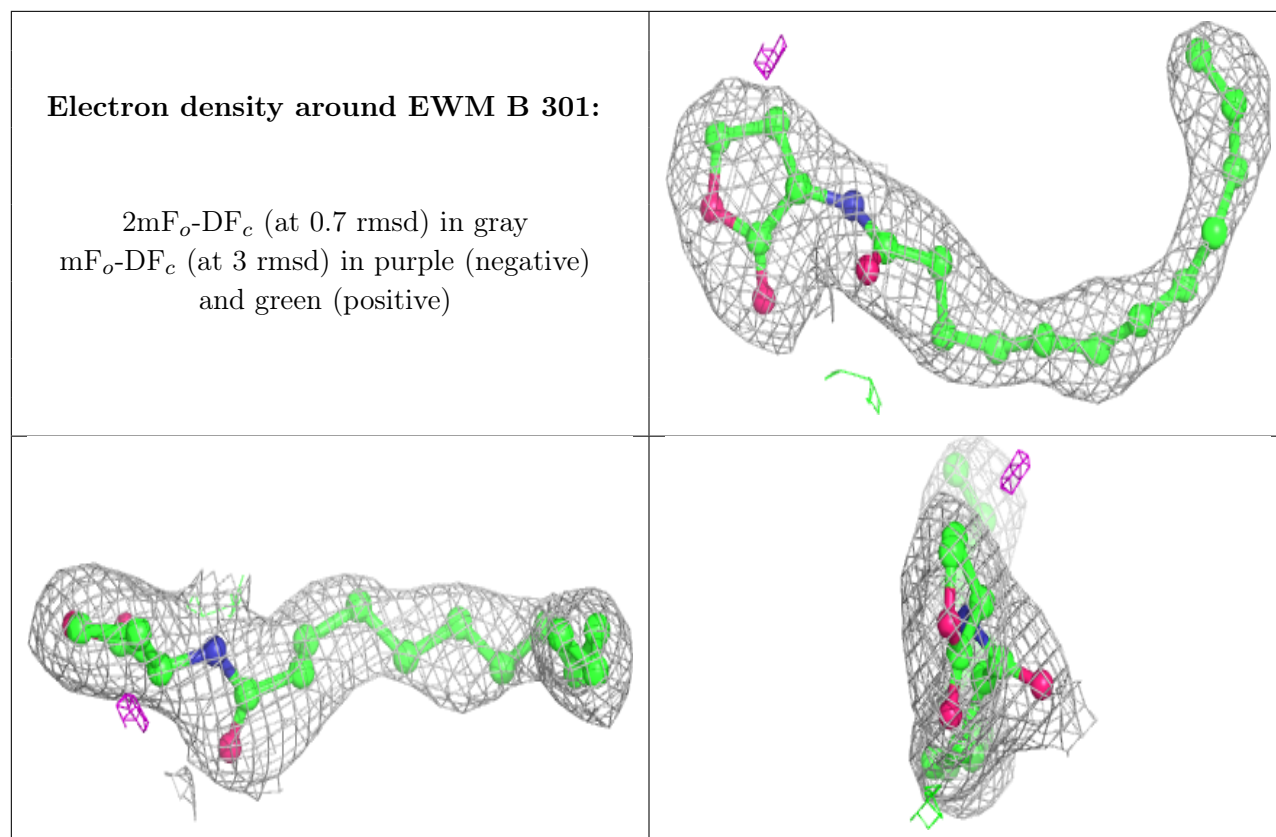 Electron density around EWM B 301:
2mFo-DFc (at 0.7 rmsd) in gray
mFo-DFc (at 3 rmsd) in purple (negative)
and green (positive)